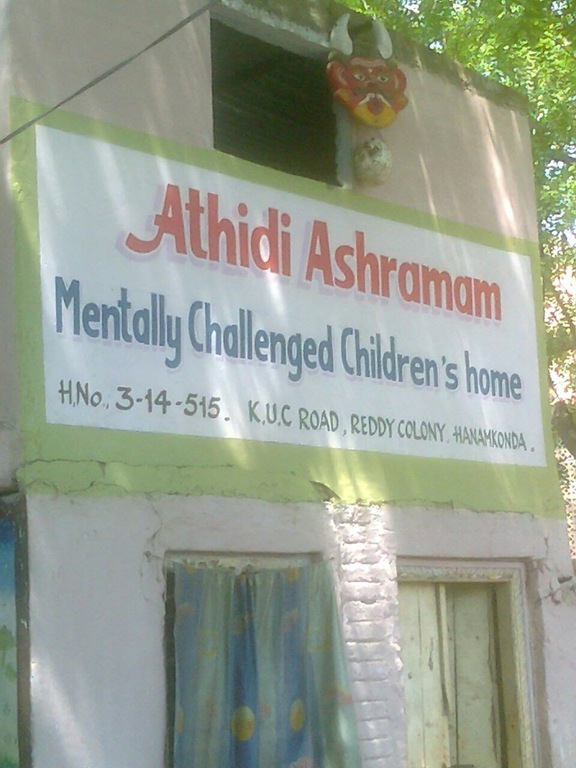 Athidi Ashramam
Mentally Challenged Children's home
H.No., 3-14-515. K.U.C ROAD, REDDY COLONY, HANAMKONDA.